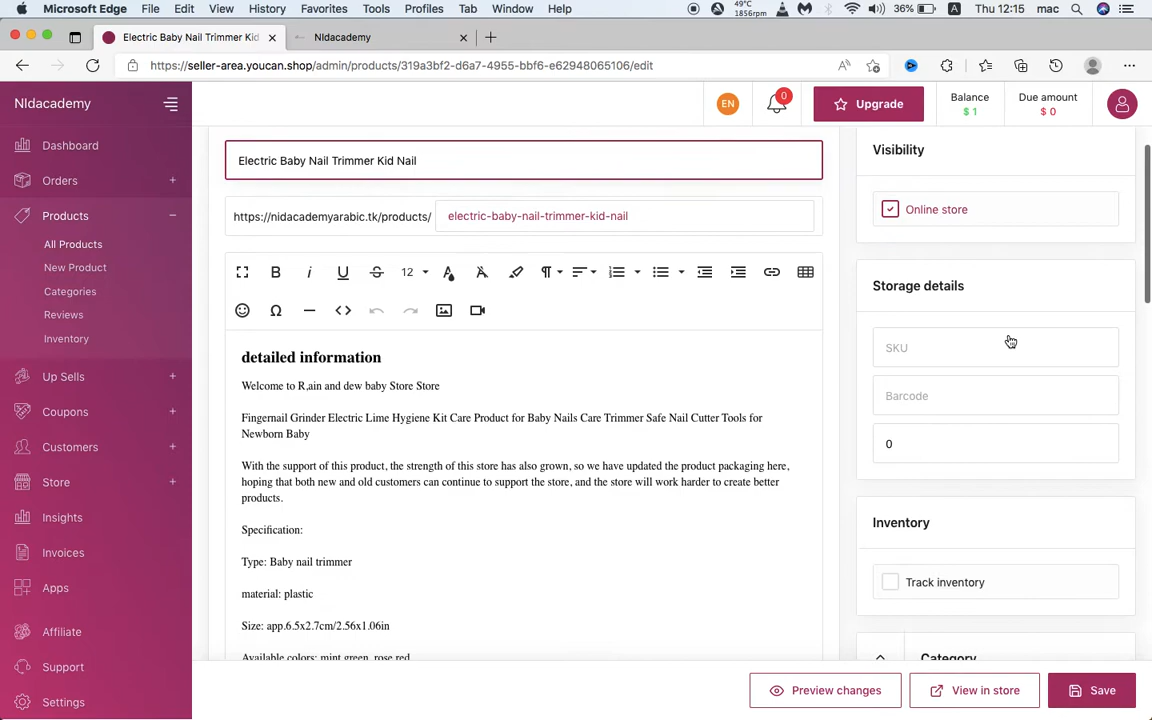 Microsoft Edge File Edit View History Favorites Tools Profiles Tab Window Help
49°C
1856rpm
36% A Thu 12:15 mac
Electric Baby Nail Trimmer Kid
NIdacademy
https://seller-area.youcan.shop/admin/products/319a3bf2-d6a7-4955-bbf6-e62948065106/edit
NIdacademy
EN
0
Upgrade
Balance
$ 1
Due amount
$ 0
Dashboard
Orders
Products
All Products
New Product
Categories
Reviews
Inventory
Up Sells
Coupons
Customers
Store
Insights
Invoices
Apps
Affiliate
Support
Settings
Electric Baby Nail Trimmer Kid Nail
https://nidacademyarabic.tk/products/ electric-baby-nail-trimmer-kid-nail
12
detailed information
Welcome to R,ain and dew baby Store Store
Fingernail Grinder Electric Lime Hygiene Kit Care Product for Baby Nails Care Trimmer Safe Nail Cutter Tools for
Newborn Baby
With the support of this product, the strength of this store has also grown, so we have updated the product packaging here,
hoping that both new and old customers can continue to support the store, and the store will work harder to create better
products.
Specification:
Type: Baby nail trimmer
material: plastic
Size: app.6.5x2.7cm/2.56x1.06in
Available colors: mint green, rose red
Visibility
Online store
Storage details
SKU
Barcode
0
Inventory
Track inventory
Category
Preview changes
View in store
Save